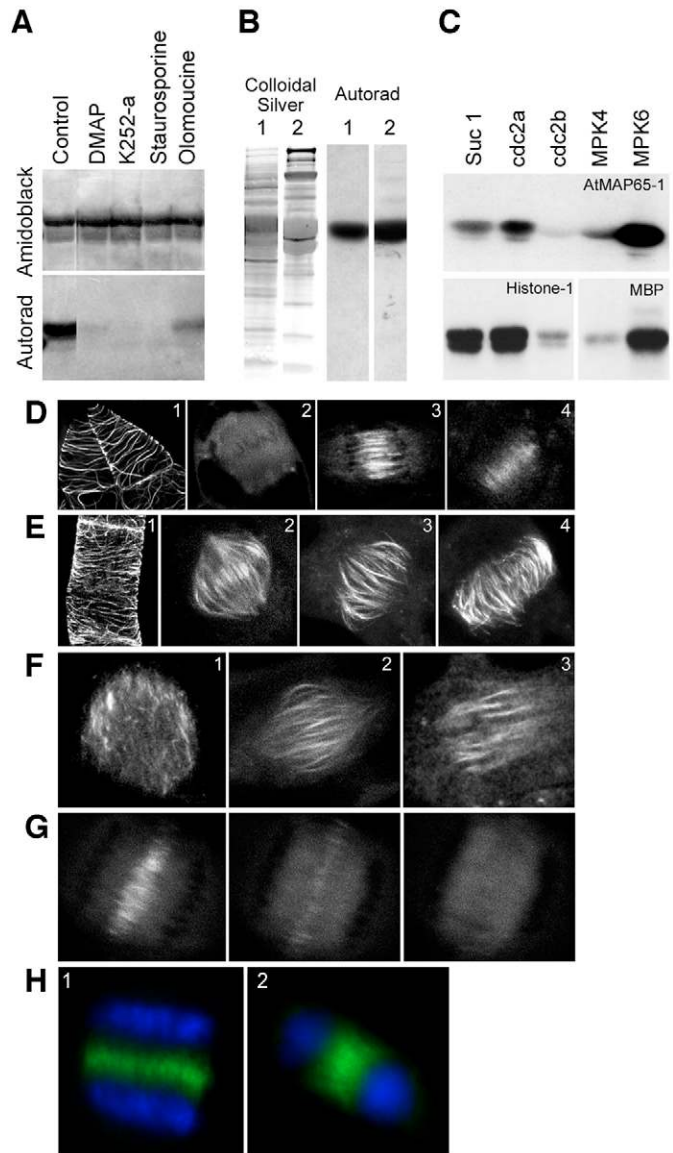 A
Control
DMAP
K252-a
Staurosporine
Olomoucine
Amidoblack
Autorad
B
Colloidal
Silver
Autorad
1 2 1 2
C
Suc 1
cdc2a
cdc2b
MPK4
MPK6
AtMAP65-1
Histone-1
MBP
D
1 2 3 4
E
1 2 3 4
F
1 2 3
G
H
1 2